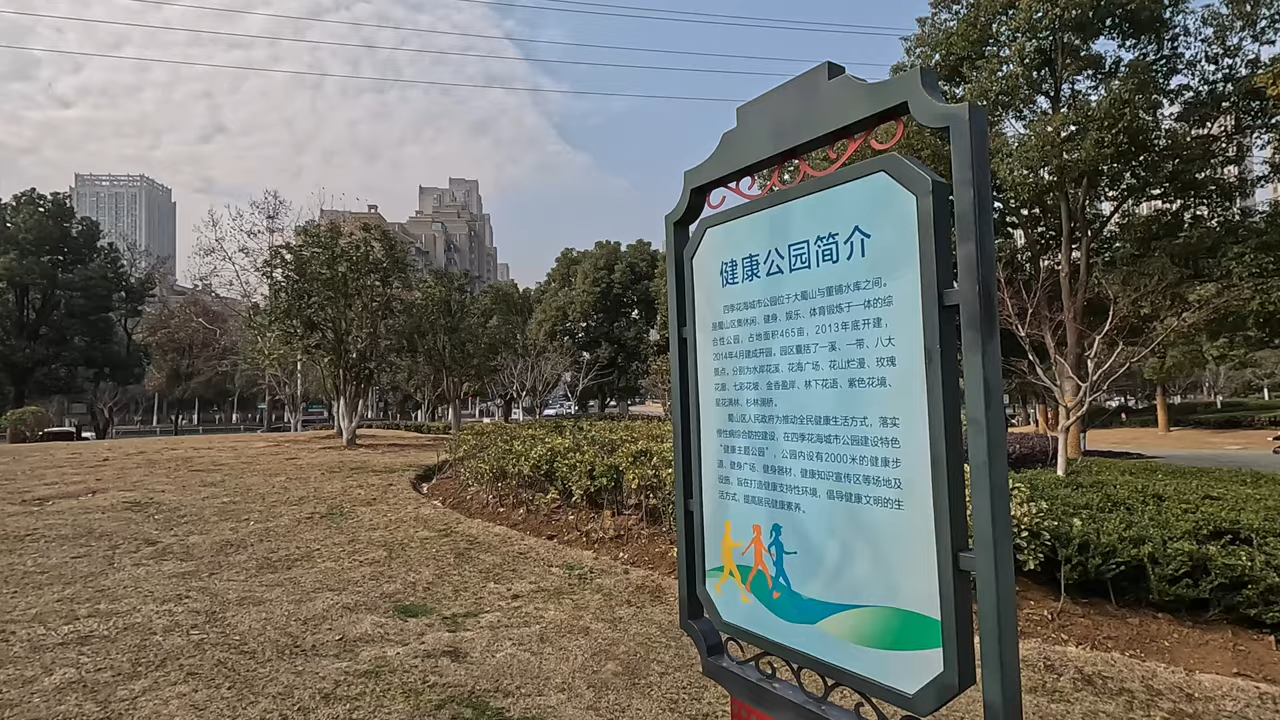 健康公园简介
四季花海城市公园位于大蜀山与董铺水库之间。
是蜀山区集休闲、健身、娱乐、体育锻炼于一体的综
合性公园，占地面积465亩，2013年底开建，
2014年4月建成开园。园区囊括了一溪、一带、八大
景点，分别为水岸花溪、花海广场、花山烂漫、玫瑰
花廊、七彩花坡、金香盈岸、林下花语、紫色花境、
星花满林、杉林澜桥。
蜀山区人民政府为推动全民健康生活方式，落实
慢性病综合防控建设，在四季花海城市公园建设特色
“健康主题公园”，公园内设有2000米的健康步
道、健身广场、健身器材、健康知识宣传区等场地及
设施，旨在打造健康支持性环境，倡导健康文明的生
活方式，提高居民健康素养。